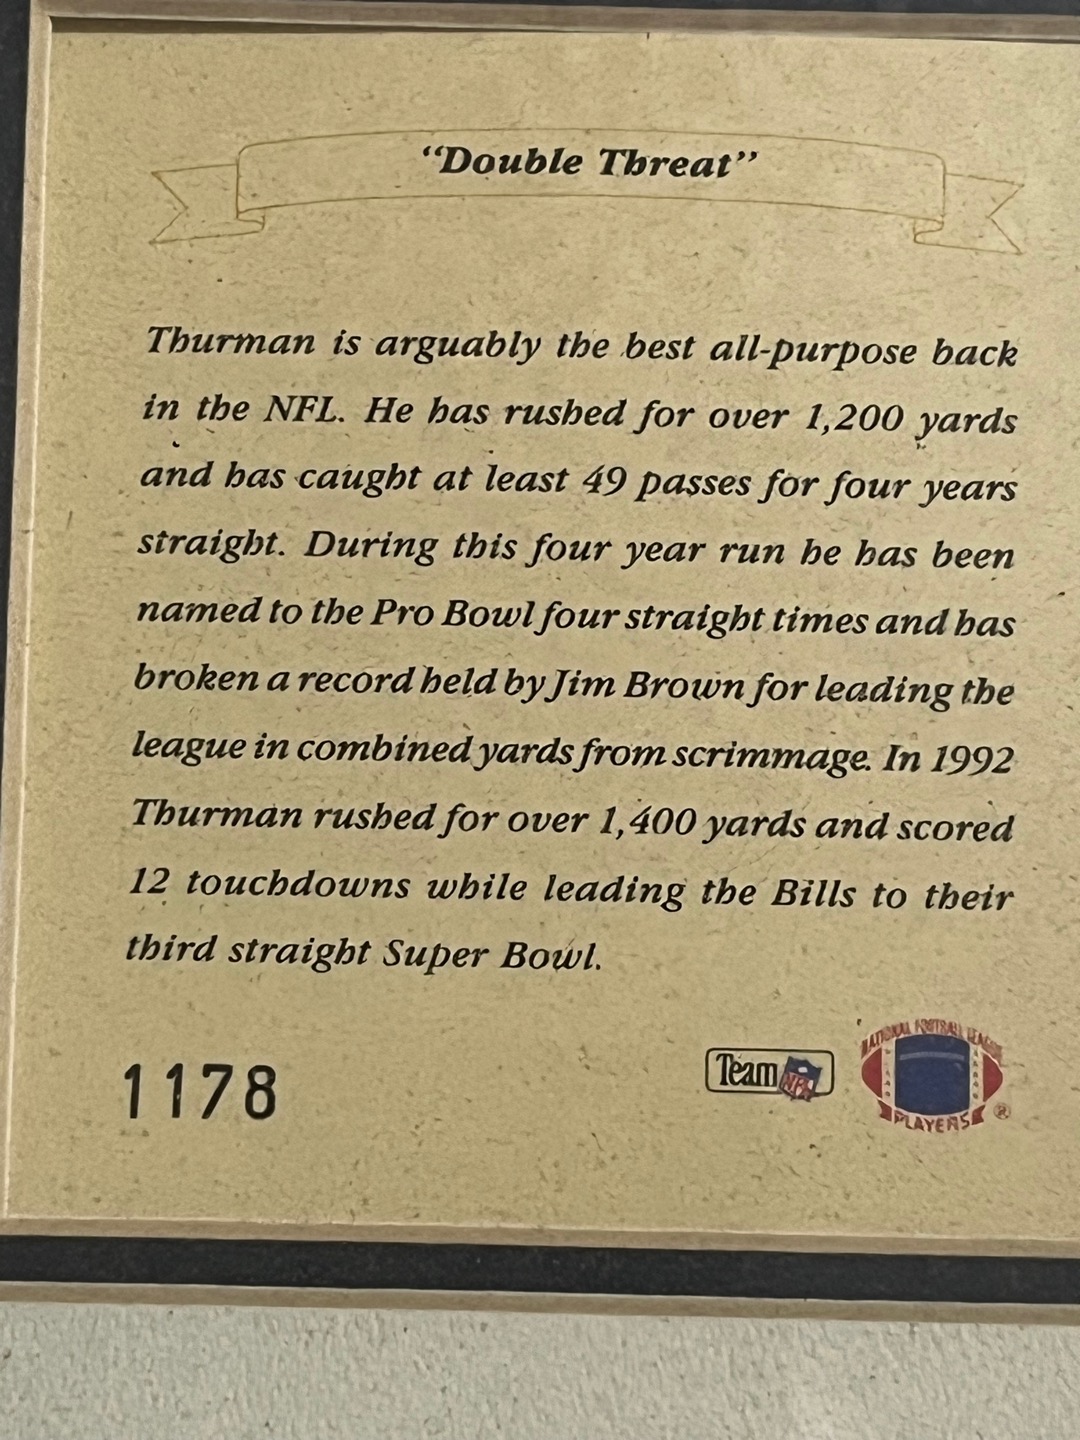 “Double Threat”
Thurman is arguably the best all-purpose back
in the NFL. He has rushed for over 1,200 yards
and has caught at least 49 passes for four years
straight. During this four year run he has been
named to the Pro Bowl four straight times and has
broken a record held by Jim Brown for leading the
league in combined yards from scrimmage. In 1992
Thurman rushed for over 1,400 yards and scored
12 touchdowns while leading the Bills to their
third straight Super Bowl.
1178
Team NFL
NATIONAL FOOTBALL LEAGUE
PLAYERS ®